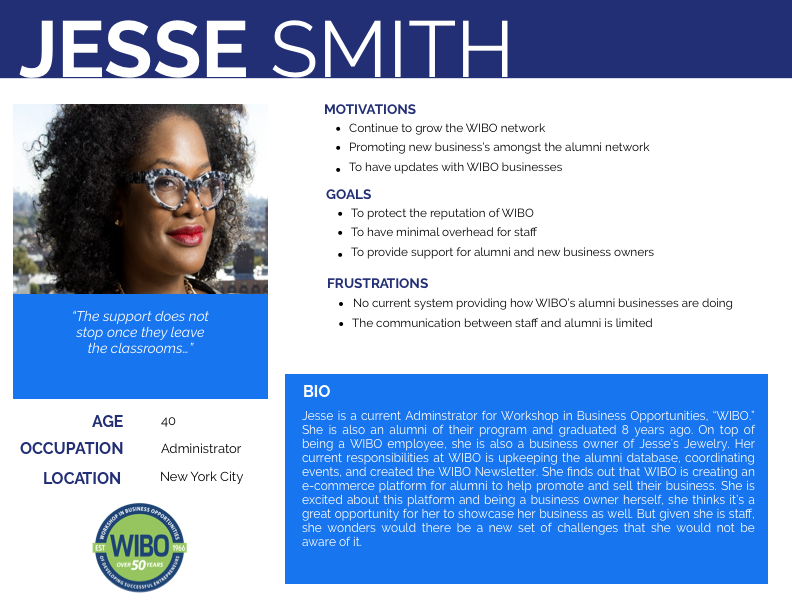 JESSE SMITH
“The support does not
stop once they leave
the classrooms...”
AGE 40
OCCUPATION Administrator
LOCATION New York City
WORKSHOP IN BUSINESS OPPORTUNITIES
EST WIBO 1966
OVER 50 YEARS
OF DEVELOPING SUCCESSFUL ENTREPRENEURS
MOTIVATIONS
• Continue to grow the WIBO network
• Promoting new business’s amongst the alumni network
• To have updates with WIBO businesses
GOALS
• To protect the reputation of WIBO
• To have minimal overhead for staff
• To provide support for alumni and new business owners
FRUSTRATIONS
• No current system providing how WIBO’s alumni businesses are doing
• The communication between staff and alumni is limited
BIO
Jesse is a current Adminstrator for Workshop in Business Opportunities, “WIBO.”
She is also an alumni of their program and graduated 8 years ago. On top of
being a WIBO employee, she is also a business owner of Jesse’s Jewelry. Her
current responsibilities at WIBO is upkeeping the alumni database, coordinating
events, and created the WIBO Newsletter. She finds out that WIBO is creating an
e-commerce platform for alumni to help promote and sell their business. She is
excited about this platform and being a business owner herself, she thinks it’s a
great opportunity for her to showcase her business as well. But given she is staff,
she wonders would there be a new set of challenges that she would not be
aware of it.